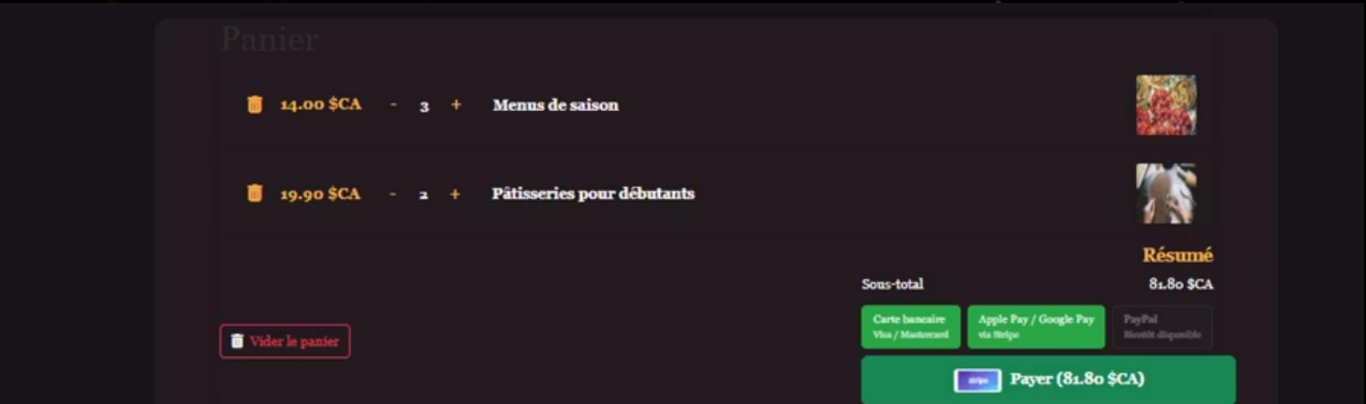 Panier
14.00 $CA - 3 + Menus de saison
19.90 $CA - 2 + Pâtisseries pour débutants
Résumé
Sous-total 81.80 $CA
Carte bancaire Apple Pay / Google Pay PayPal
Visa / Mastercard via Stripe Bientôt disponible
Vider le panier
stripe Payer (81.80 $CA)